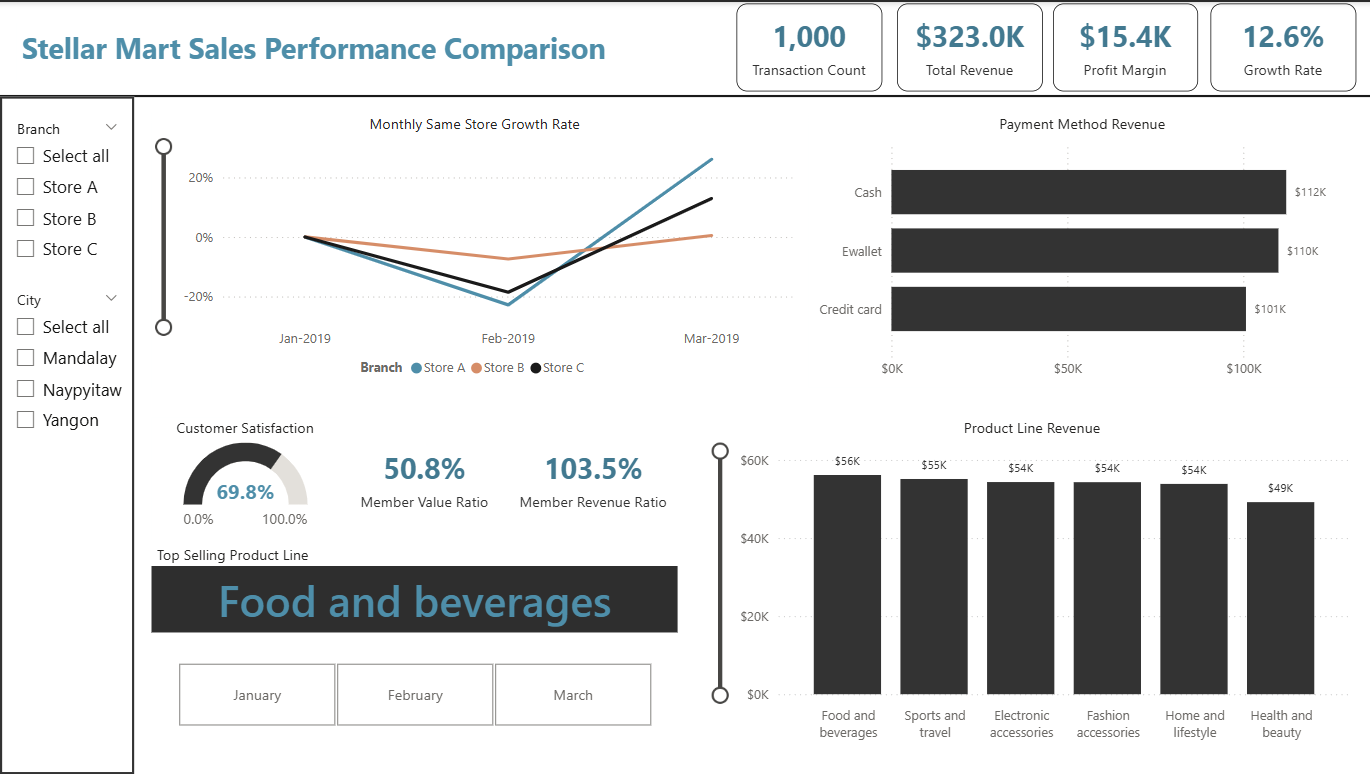 Stellar Mart Sales Performance Comparison
1,000
Transaction Count
$323.0K
Total Revenue
$15.4K
Profit Margin
12.6%
Growth Rate
Branch
Select all
Store A
Store B
Store C
City
Select all
Mandalay
Naypyitaw
Yangon
Monthly Same Store Growth Rate
20%
0%
-20%
Jan-2019
Feb-2019
Mar-2019
Branch Store A Store B Store C
Payment Method Revenue
Cash
$112K
Ewallet
$110K
Credit card
$101K
$0K
$50K
$100K
Customer Satisfaction
69.8%
0.0%
100.0%
50.8%
Member Value Ratio
103.5%
Member Revenue Ratio
Top Selling Product Line
Food and beverages
January
February
March
Product Line Revenue
$60K
$40K
$20K
$0K
$56K
$55K
$54K
$54K
$54K
$49K
Food and
beverages
Sports and
travel
Electronic
accessories
Fashion
accessories
Home and
lifestyle
Health and
beauty